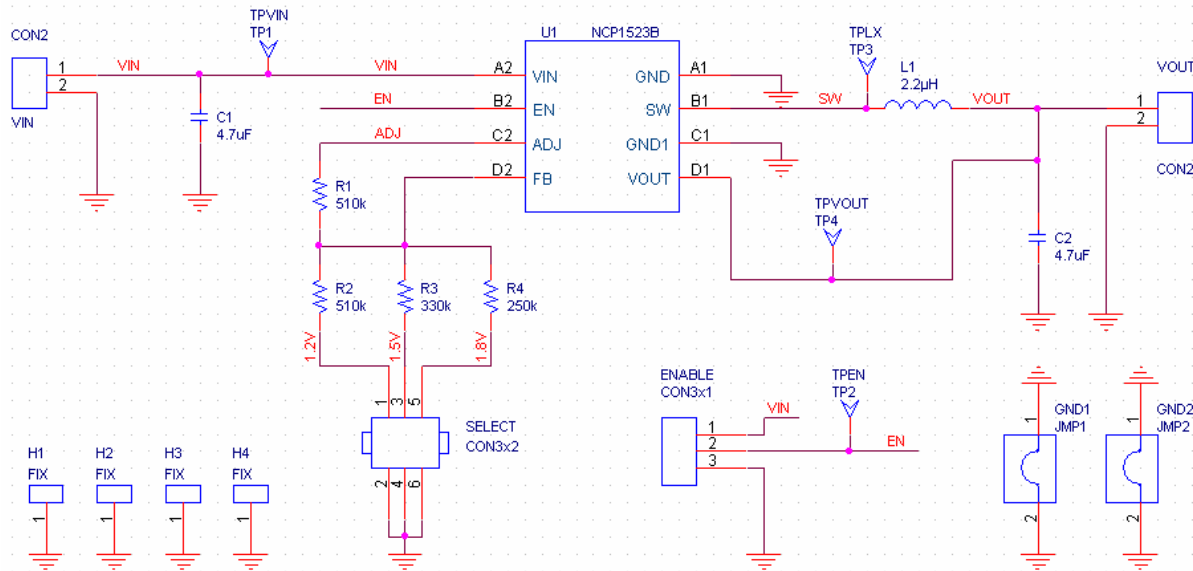 CON2
1
2
VIN
VIN
TPVIN
TP1
C1
4.7uF
VIN
EN
ADJ
U1 NCP1523B
A2 VIN GND A1
B2 EN SW B1
C2 ADJ GND1 C1
D2 FB VOUT D1
TPLX
TP3
SW
L1
2.2µH
VOUT
VOUT
1
2
CON2
TPVOUT
TP4
C2
4.7uF
R1
510k
R2
510k
R3
330k
R4
250k
1.2V
1.5V
1.8V
1
3
5
SELECT
CON3x2
2
4
6
ENABLE
CON3x1
1
2
3
VIN
TPEN
TP2
EN
1
GND1
JMP1
2
1
GND2
JMP2
2
H1
FIX
1
H2
FIX
1
H3
FIX
1
H4
FIX
1